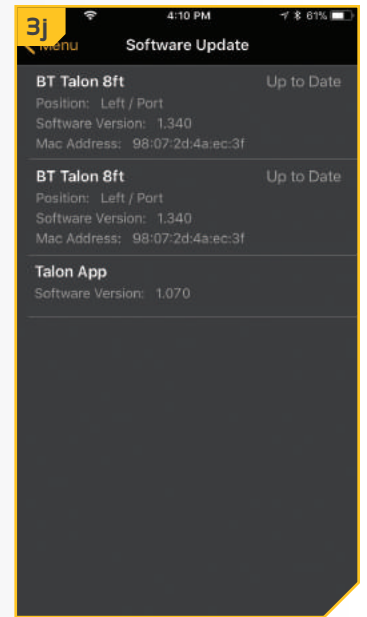 3j
4:10 PM
61%
Menu
Software Update
BT Talon 8ft Up to Date
Position: Left / Port
Software Version: 1.340
Mac Address: 98:07:2d:4a:ec:3f
BT Talon 8ft Up to Date
Position: Left / Port
Software Version: 1.340
Mac Address: 98:07:2d:4a:ec:3f
Talon App
Software Version: 1.070